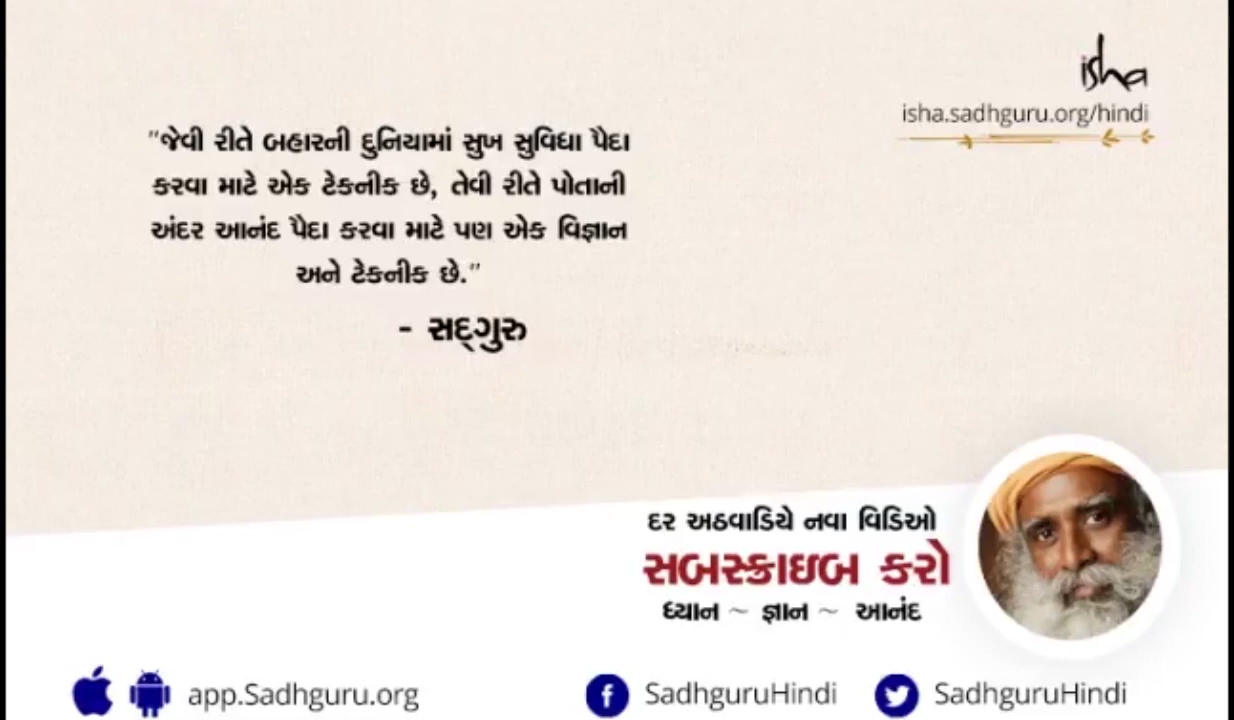 isha
isha.sadhguru.org/hindi
"જેવી રીતે બહારની દુનિયામાં સુખ સુવિધા પૈદા
કરવા માટે એક ટેકનીક છે, તેવી રીતે પોતાની
અંદર આનંદ પૈદા કરવા માટે પણ એક વિજ્ઞાન
અને ટેકનીક છે."
- સદ્‌ગુરુ
દર અઠવાડિયે નવા વિડિઓ
સબસ્ક્રાઇબ કરો
ધ્યાન ~ જ્ઞાન ~ આનંદ
app.Sadhguru.org
SadhguruHindi
SadhguruHindi